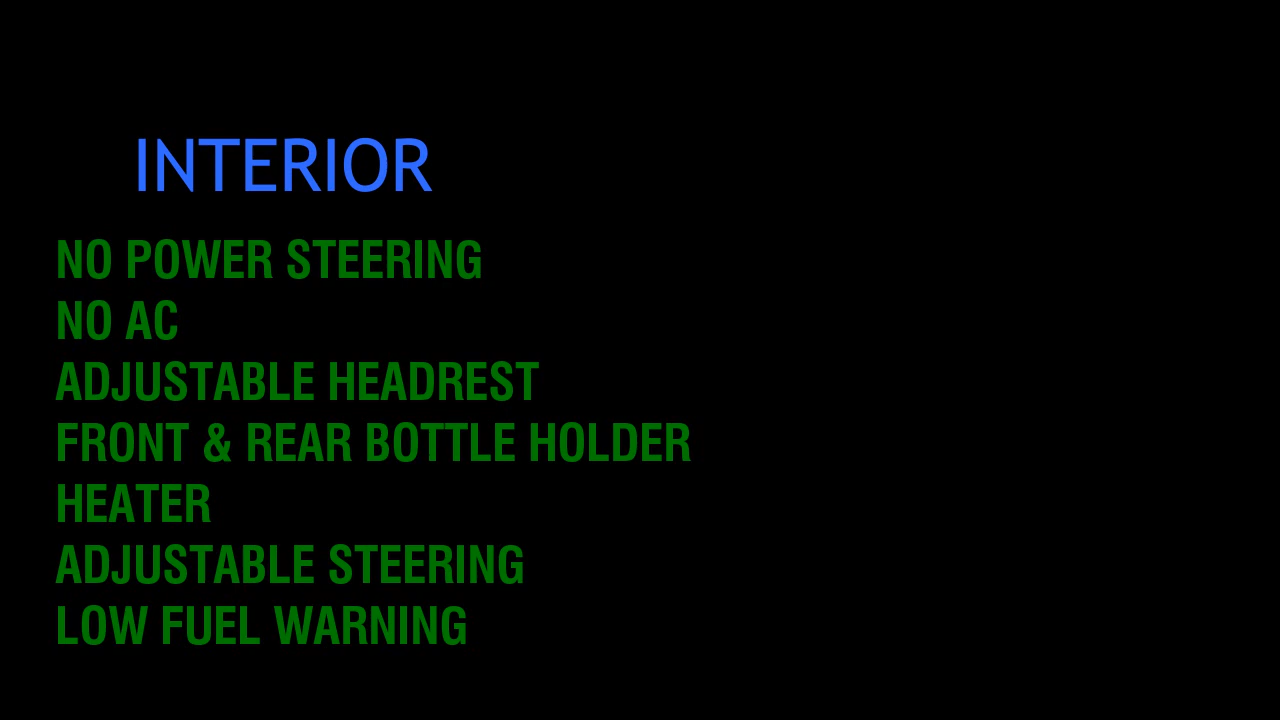 INTERIOR
NO POWER STEERING
NO AC
ADJUSTABLE HEADREST
FRONT & REAR BOTTLE HOLDER
HEATER
ADJUSTABLE STEERING
LOW FUEL WARNING